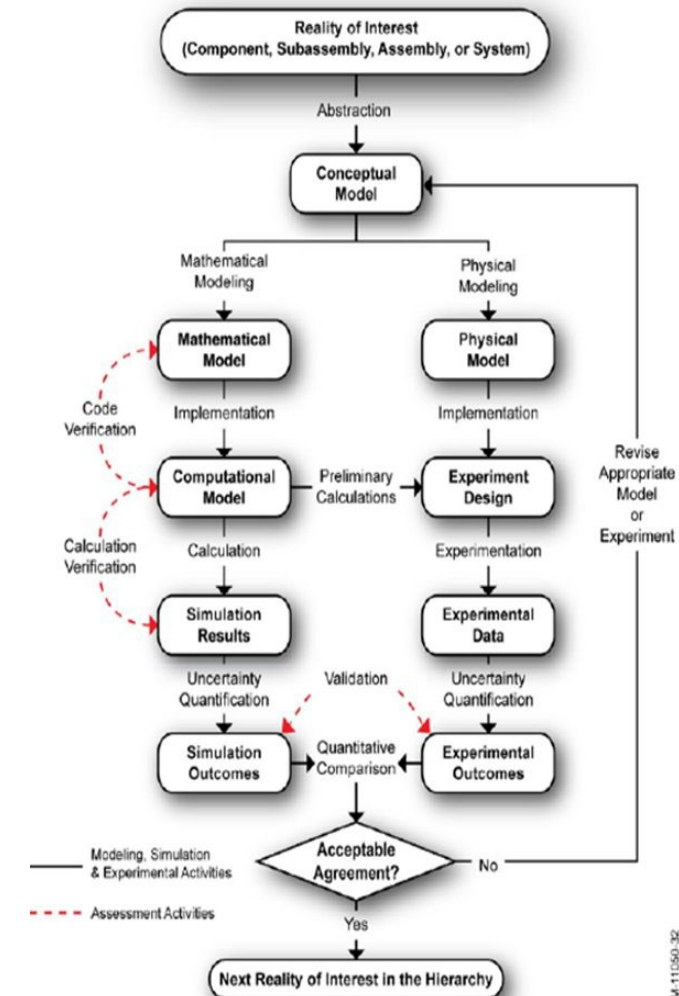 Reality of Interest
(Component, Subassembly, Assembly, or System)
Abstraction
Conceptual
Model
Mathematical
Modeling
Physical
Modeling
Mathematical
Model
Physical
Model
Code
Verification
Implementation
Implementation
Computational
Model
Preliminary
Calculations
Experiment
Design
Revise
Appropriate
Model
or
Experiment
Calculation
Verification
Calculation
Experimentation
Simulation
Results
Experimental
Data
Uncertainty
Quantification
Validation
Uncertainty
Quantification
Simulation
Outcomes
Quantitative
Comparison
Experimental
Outcomes
Modeling, Simulation
& Experimental Activities
Acceptable
Agreement?
No
Assessment Activities
Yes
Next Reality of Interest in the Hierarchy
M-11050-32